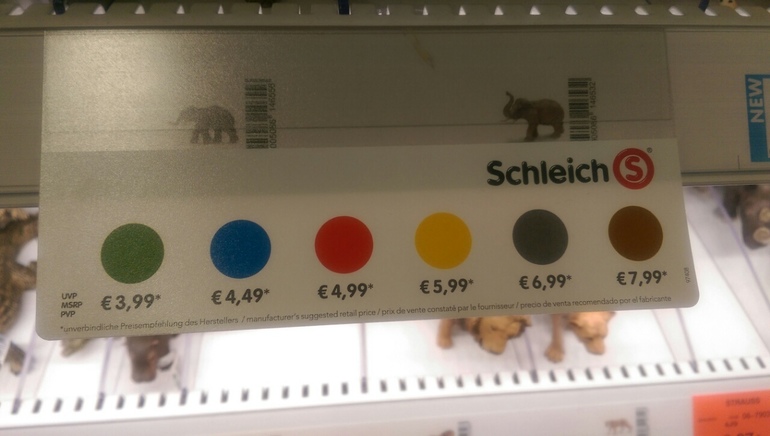 NEW
Schleich S®
UVP
MSRP
PVP
€ 3,99* € 4,49* € 4,99* € 5,99* € 6,99* € 7,99*
*unverbindliche Preisempfehlung des Herstellers / manufacturer's suggested retail price / prix de vente constaté par le fournisseur / precio de venta recomendado por el fabricante
STRAUSS